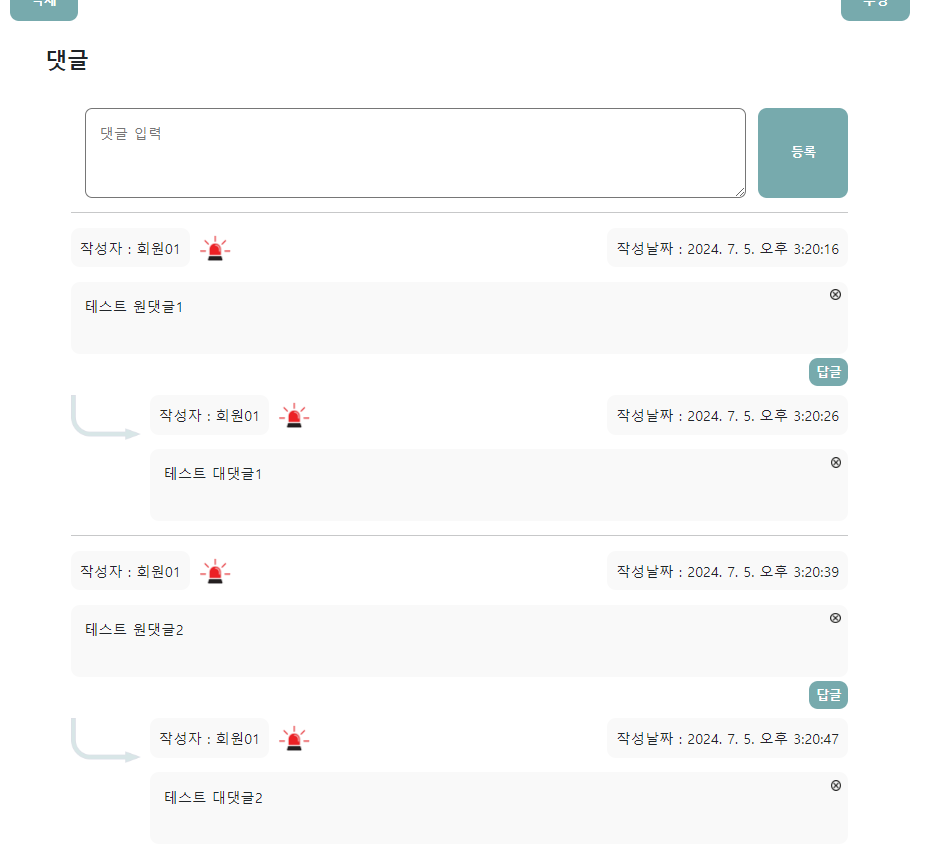 댓글
댓글 입력
등록
작성자 : 회원01
작성날짜 : 2024. 7. 5. 오후 3:20:16
테스트 원댓글1
답글
작성자 : 회원01
작성날짜 : 2024. 7. 5. 오후 3:20:26
테스트 대댓글1
작성자 : 회원01
작성날짜 : 2024. 7. 5. 오후 3:20:39
테스트 원댓글2
답글
작성자 : 회원01
작성날짜 : 2024. 7. 5. 오후 3:20:47
테스트 대댓글2